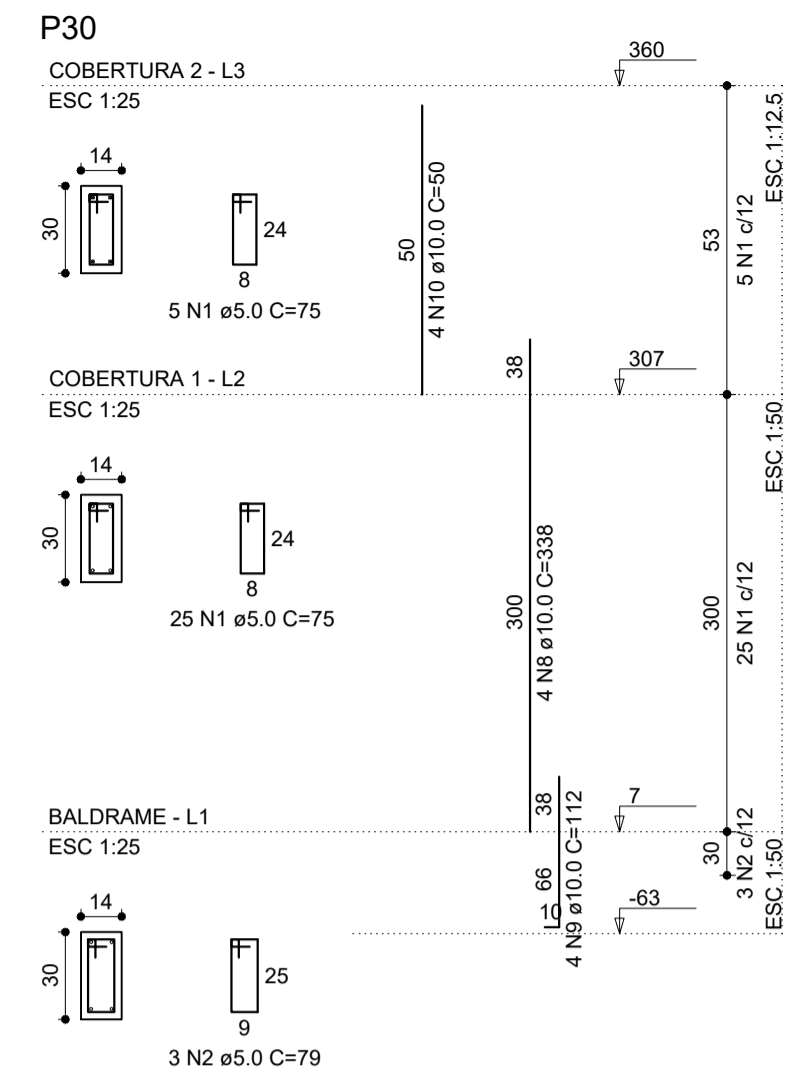 P30
COBERTURA 2 - L3
ESC 1:25
360
ESC 1:12.5
14
30
24
8
5 N1 ø5.0 C=75
50
4 N10 ø10.0 C=50
53
5 N1 c/12
COBERTURA 1 - L2
ESC 1:25
38
307
ESC 1:50
14
30
24
8
25 N1 ø5.0 C=75
300
4 N8 ø10.0 C=338
300
25 N1 c/12
BALDRAME - L1
ESC 1:25
38
7
30
3 N2 c/12
ESC 1:50
66
10
4 N9 ø10.0 C=112
-63
14
30
25
9
3 N2 ø5.0 C=79